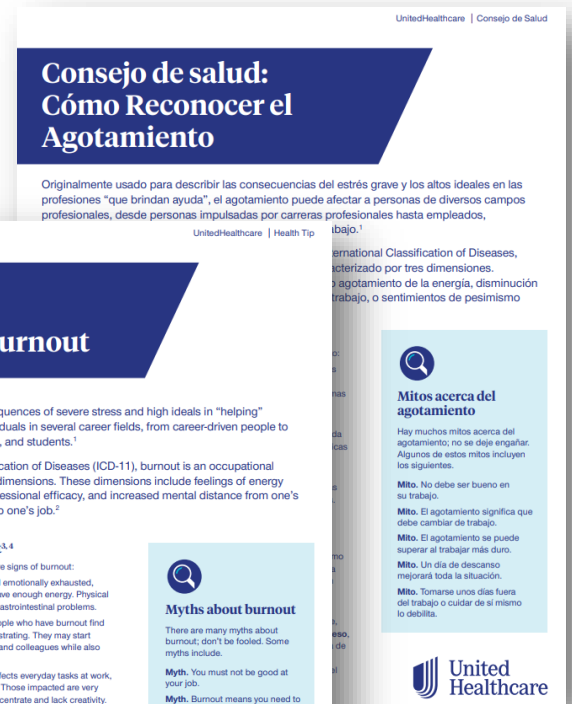 UnitedHealthcare | Consejo de Salud
Consejo de salud:
Cómo Reconocer el
Agotamiento
Originalmente usado para describir las consecuencias del estrés grave y los altos ideales en las
profesiones “que brindan ayuda”, el agotamiento puede afectar a personas de diversos campos
profesionales, desde personas impulsadas por carreras profesionales hasta empleados,
abajo.¹
ernational Classification of Diseases,
acterizado por tres dimensiones.
agotamiento de la energía, disminución
trabajo, o sentimientos de pesimismo
Mitos acerca del
agotamiento
Hay muchos mitos acerca del
agotamiento; no se deje engañar.
Algunos de estos mitos incluyen
los siguientes.
Mito. No debe ser bueno en
su trabajo.
Mito. El agotamiento significa que
debe cambiar de trabajo.
Mito. El agotamiento se puede
superar al trabajar más duro.
Mito. Un día de descanso
mejorará toda la situación.
Mito. Tomarse unos días fuera
del trabajo o cuidar de sí mismo
lo debilita.
United
Healthcare
UnitedHealthcare | Health Tip
urnout
quences of severe stress and high ideals in “helping”
duals in several career fields, from career-driven people to
, and students.¹
cation of Diseases (ICD-11), burnout is an occupational
dimensions. These dimensions include feelings of energy
essional efficacy, and increased mental distance from one’s
o one’s job.²
3, 4
e signs of burnout:
emotionally exhausted,
ve enough energy. Physical
astrointestinal problems.
ople who have burnout find
strating. They may start
and colleagues while also
fects everyday tasks at work,
Those impacted are very
centrate and lack creativity.
Myths about burnout
There are many myths about
burnout; don’t be fooled. Some
myths include.
Myth. You must not be good at
your job.
Myth. Burnout means you need to